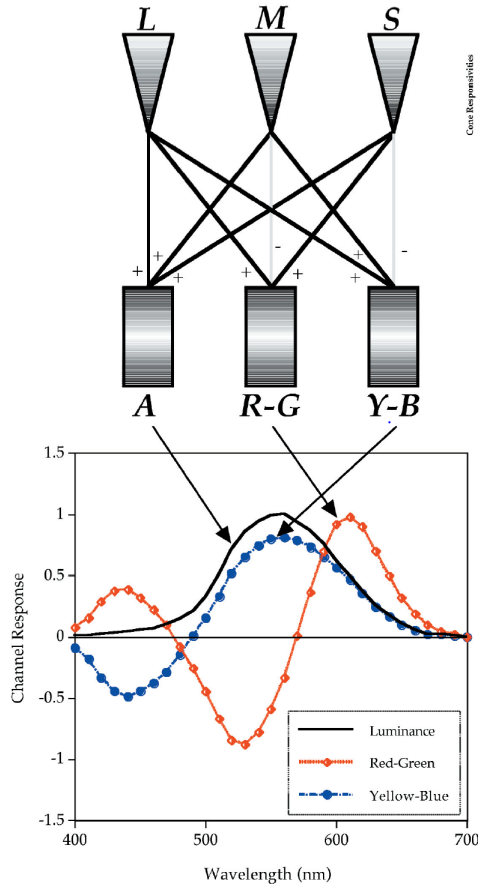 L M S
Cone Responsivities
+ + + + - + + + -
A R-G Y-B
1.5
1
0.5
0
-0.5
-1
-1.5
Channel Response
Luminance
Red-Green
Yellow-Blue
400 500 600 700
Wavelength (nm)